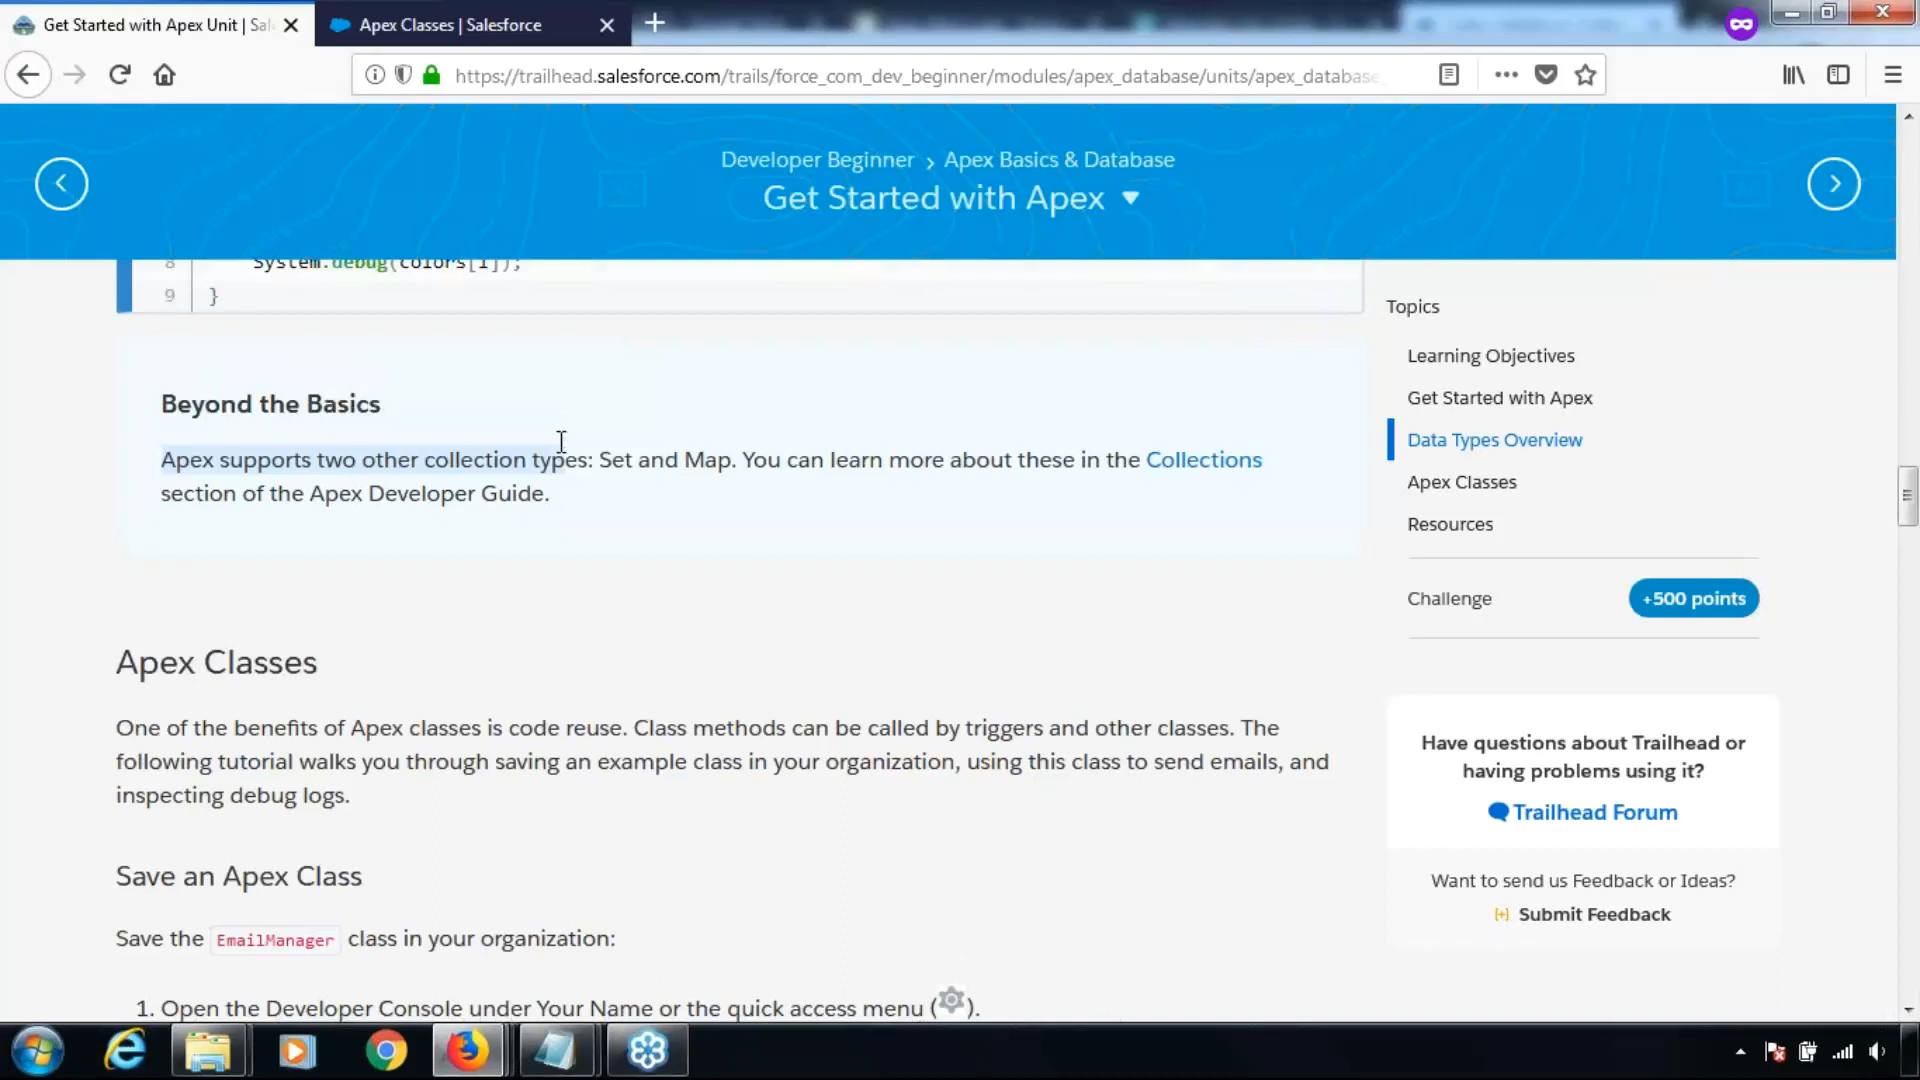 Get Started with Apex Unit | Sal
Apex Classes | Salesforce
https://trailhead.salesforce.com/trails/force_com_dev_beginner/modules/apex_database/units/apex_database
Developer Beginner > Apex Basics & Database
Get Started with Apex
8 System.debug(colors[i]);
9 }
Beyond the Basics
Apex supports two other collection types: Set and Map. You can learn more about these in the Collections
section of the Apex Developer Guide.
Apex Classes
One of the benefits of Apex classes is code reuse. Class methods can be called by triggers and other classes. The
following tutorial walks you through saving an example class in your organization, using this class to send emails, and
inspecting debug logs.
Save an Apex Class
Save the EmailManager class in your organization:
1. Open the Developer Console under Your Name or the quick access menu ( ).
Topics
Learning Objectives
Get Started with Apex
Data Types Overview
Apex Classes
Resources
Challenge
+500 points
Have questions about Trailhead or
having problems using it?
Trailhead Forum
Want to send us Feedback or Ideas?
[+] Submit Feedback